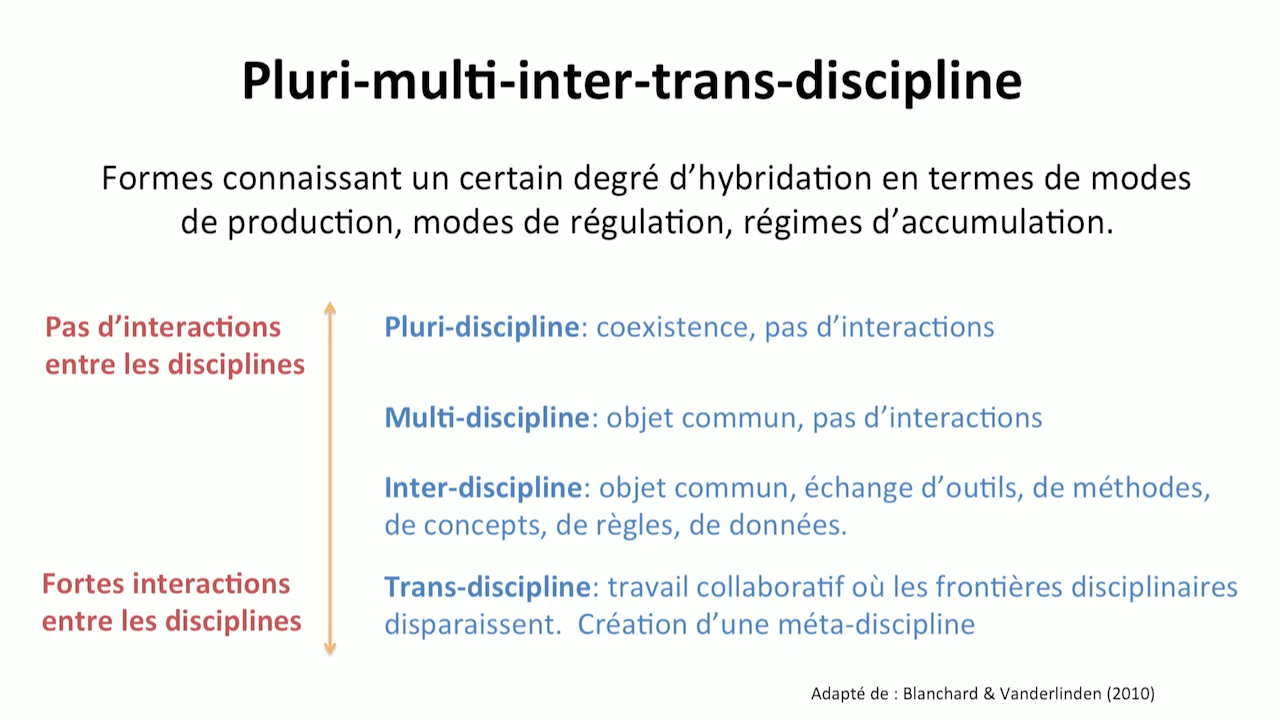 Pluri-multi-inter-trans-discipline
Formes connaissant un certain degré d’hybridation en termes de modes
de production, modes de régulation, régimes d’accumulation.
Pas d’interactions
entre les disciplines
Pluri-discipline: coexistence, pas d’interactions
Multi-discipline: objet commun, pas d’interactions
Inter-discipline: objet commun, échange d’outils, de méthodes,
de concepts, de règles, de données.
Fortes interactions
entre les disciplines
Trans-discipline: travail collaboratif où les frontières disciplinaires
disparaissent.  Création d’une méta-discipline
Adapté de : Blanchard & Vanderlinden (2010)